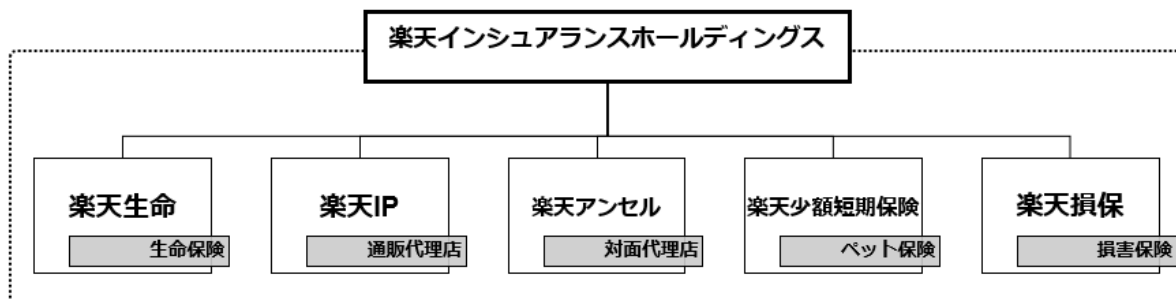 楽天インシュアランスホールディングス
楽天生命
生命保険
楽天IP
通販代理店
楽天アンセル
対面代理店
楽天少額短期保険
ペット保険
楽天損保
損害保険